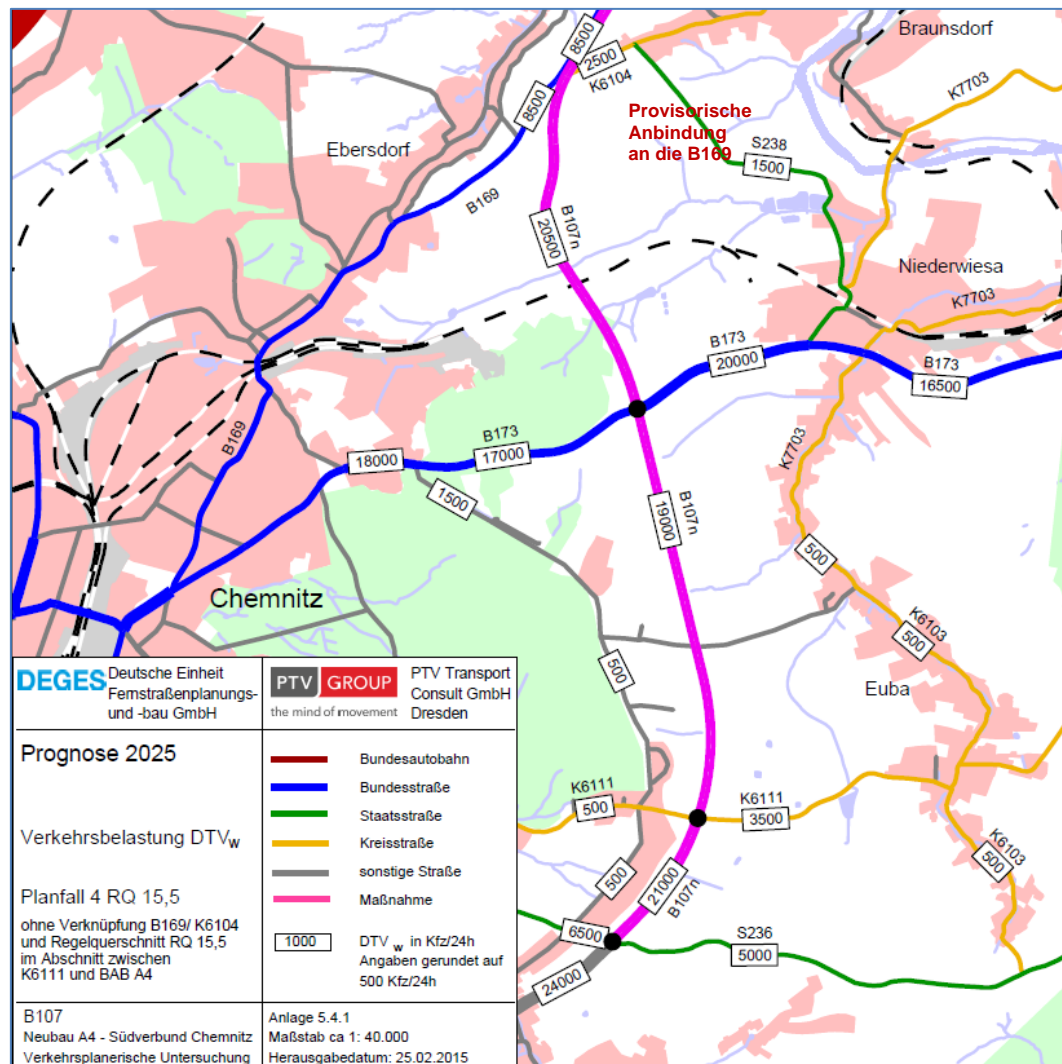 Braunsdorf
8500
2500
K6104
K7703
8500
Provisorische
Anbindung
an die B169
S238
1500
Ebersdorf
B169
B107n
20500
Niederwiesa
K7703
B173
20000
B173
16500
B173
17000
18000
B169
1500
K7703
B107n
19000
500
Chemnitz
K6103
500
500
Euba
K6111
500
K6111
3500
500
K6103
500
21000
B107n
6500
S236
5000
24000
DEGES Deutsche Einheit
Fernstraßenplanungs-
und -bau GmbH
PTV GROUP
the mind of movement
PTV Transport
Consult GmbH
Dresden
Prognose 2025
Verkehrsbelastung DTVw
Planfall 4 RQ 15,5
ohne Verknüpfung B169/ K6104
und Regelquerschnitt RQ 15,5
im Abschnitt zwischen
K6111 und BAB A4
Bundesautobahn
Bundesstraße
Staatsstraße
Kreisstraße
sonstige Straße
Maßnahme
1000
DTV w in Kfz/24h
Angaben gerundet auf
500 Kfz/24h
B107
Neubau A4 - Südverbund Chemnitz
Verkehrsplanerische Untersuchung
Anlage 5.4.1
Maßstab ca 1: 40.000
Herausgabedatum: 25.02.2015